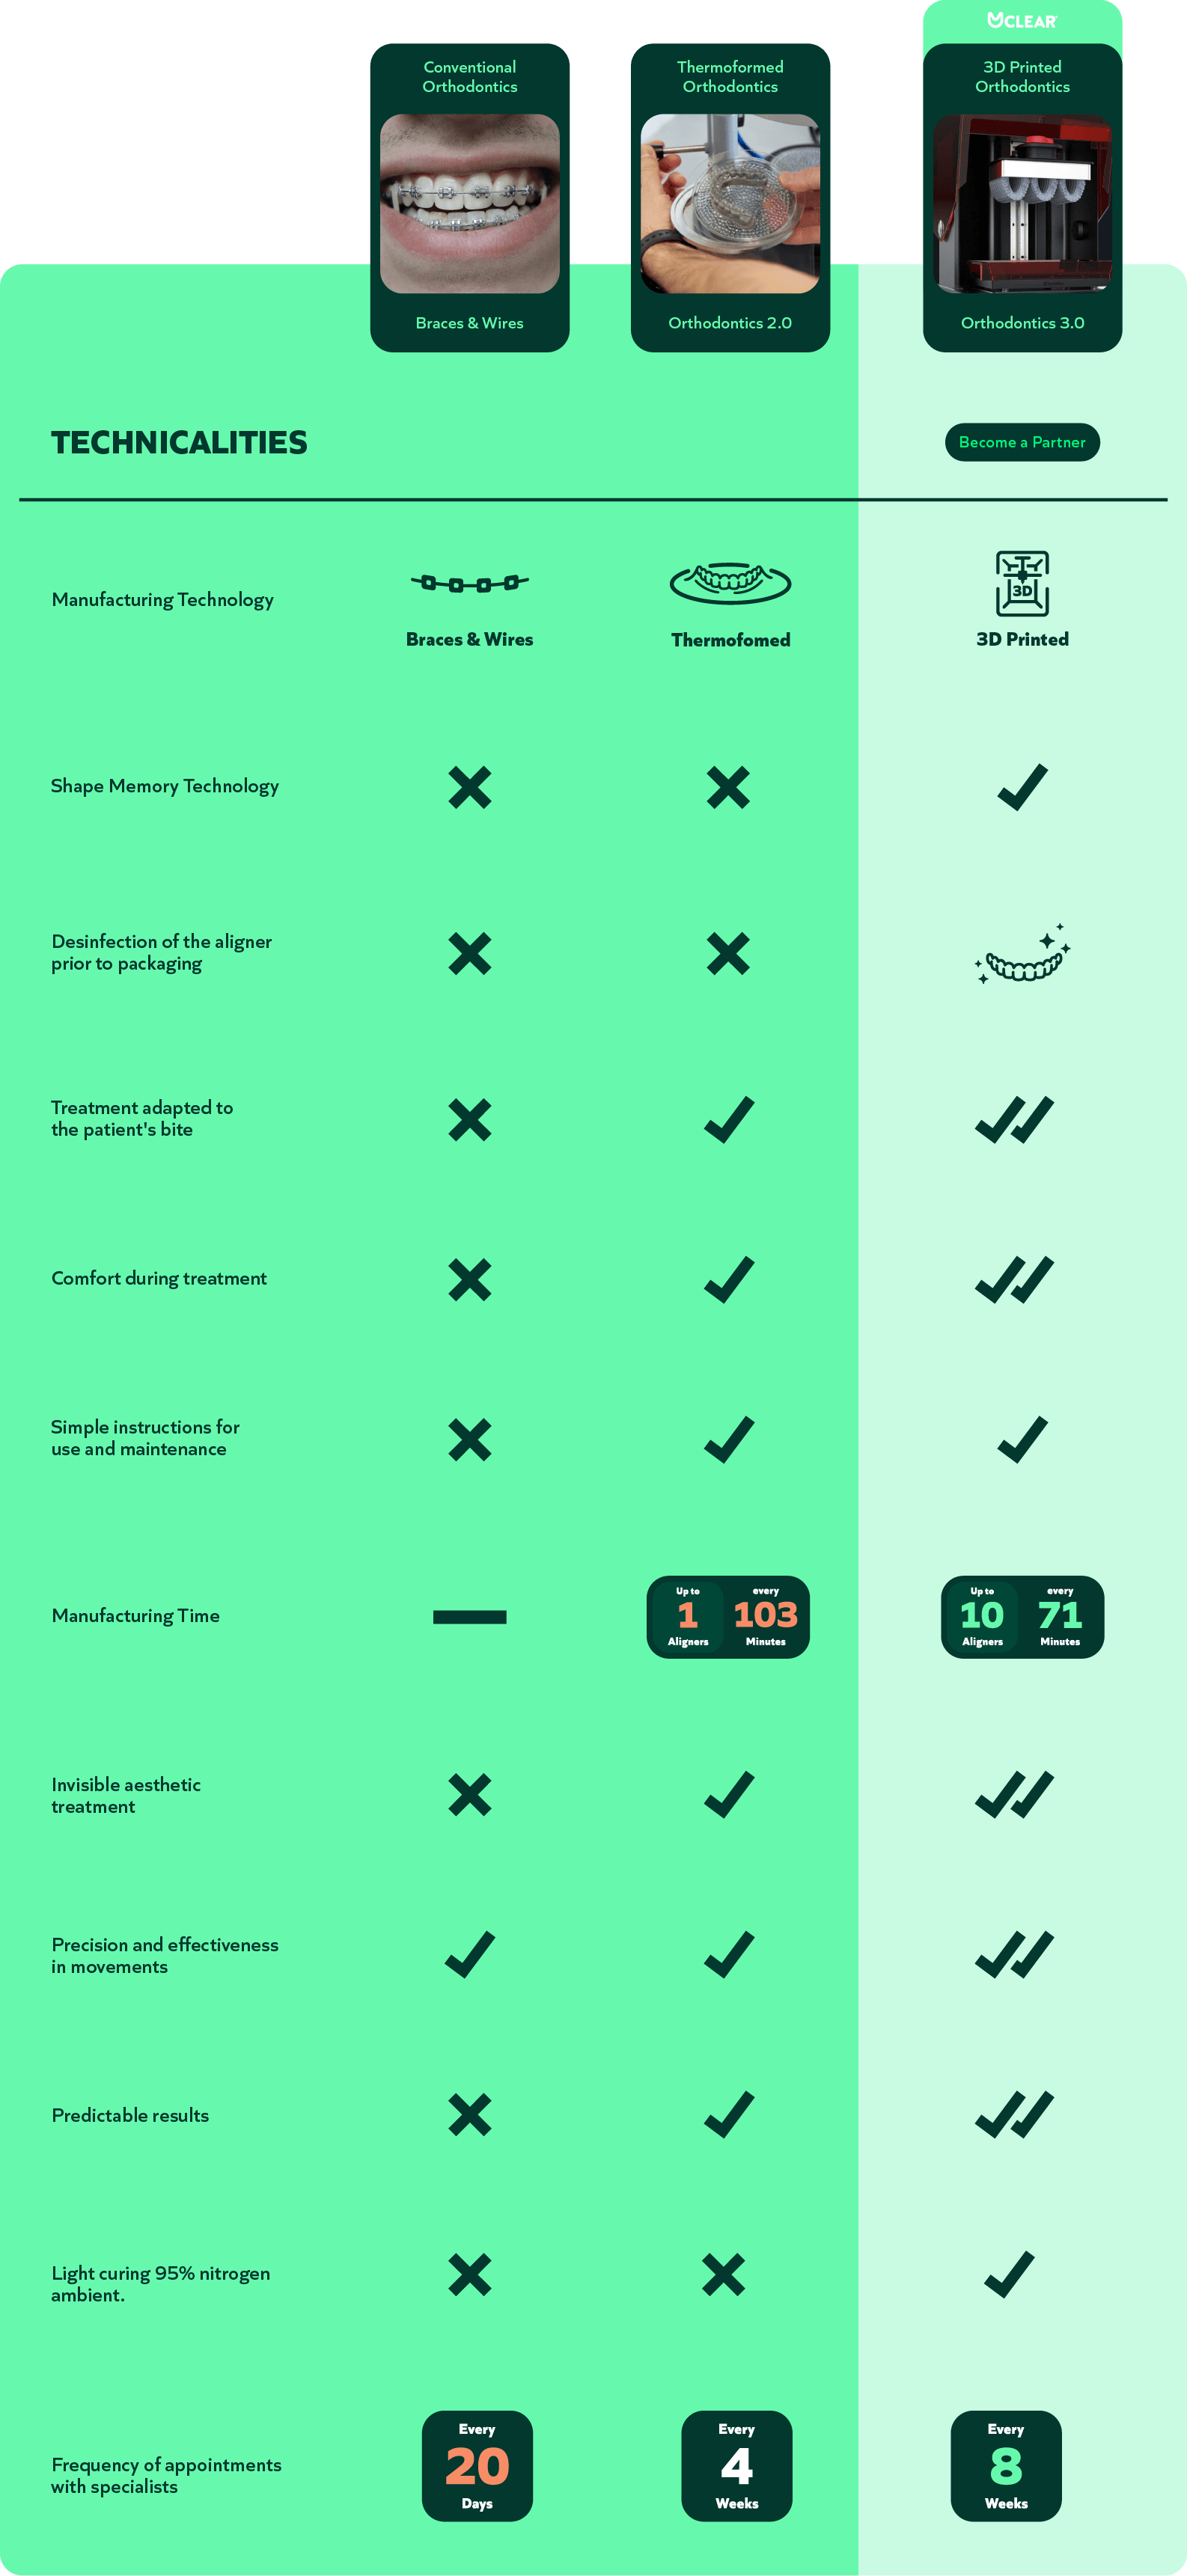 CLEAR
Conventional
Orthodontics
Thermoformed
Orthodontics
3D Printed
Orthodontics
Braces & Wires
Orthodontics 2.0
Orthodontics 3.0
TECHNICALITIES
Become a Partner
Manufacturing Technology
3D
Braces & Wires
Thermofomed
3D Printed
Shape Memory Technology
Desinfection of the aligner
prior to packaging
Treatment adapted to
the patient's bite
Comfort during treatment
Simple instructions for
use and maintenance
Manufacturing Time
Up to
1
Aligners
every
103
Minutes
Up to
10
Aligners
every
71
Minutes
Invisible aesthetic
treatment
Precision and effectiveness
in movements
Predictable results
Light curing 95% nitrogen
ambient.
Frequency of appointments
with specialists
Every
20
Days
Every
4
Weeks
Every
8
Weeks